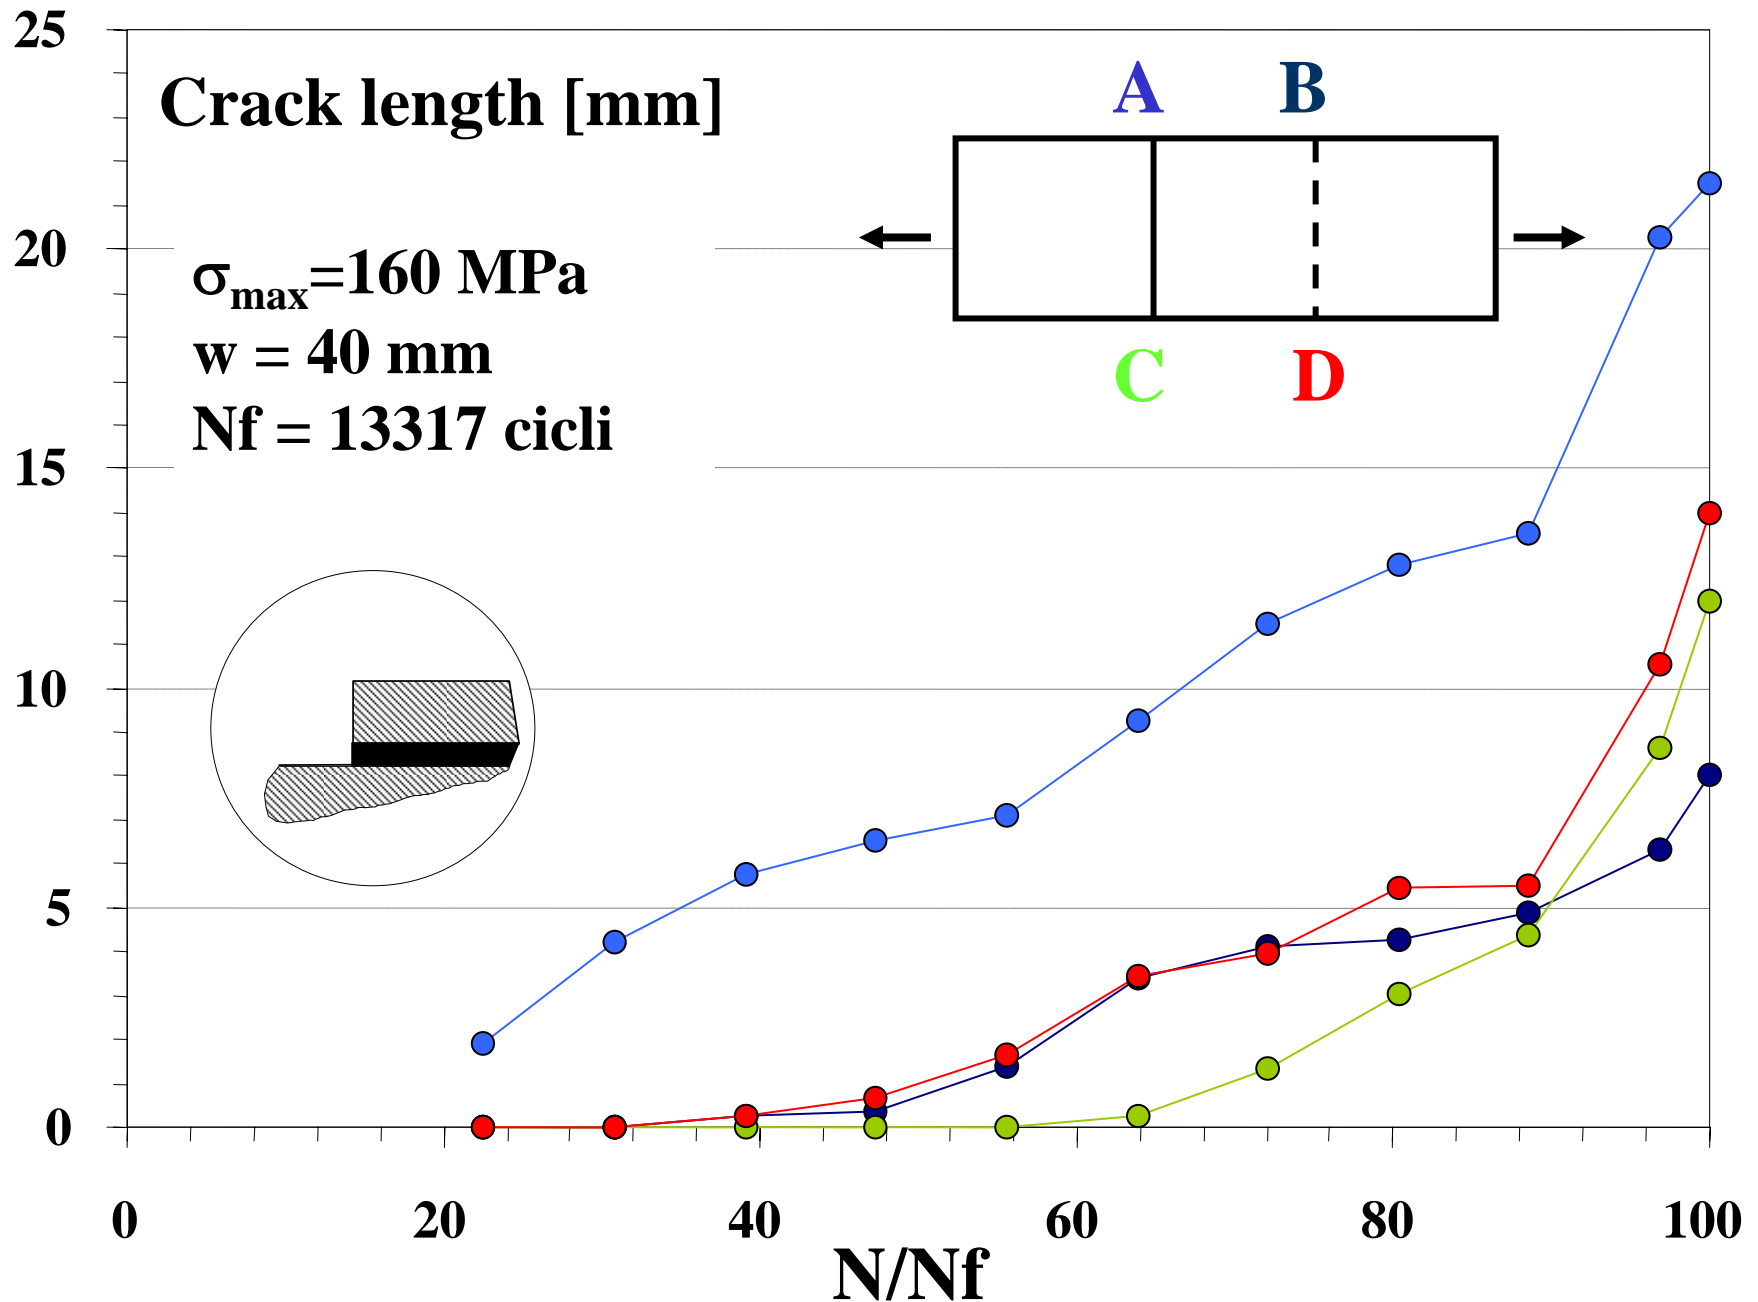 25
Crack length [mm]
A B
20
σmax=160 MPa
w = 40 mm
C D
Nf = 13317 cicli
15
10
5
0
0 20 40 60 80 100
N/Nf